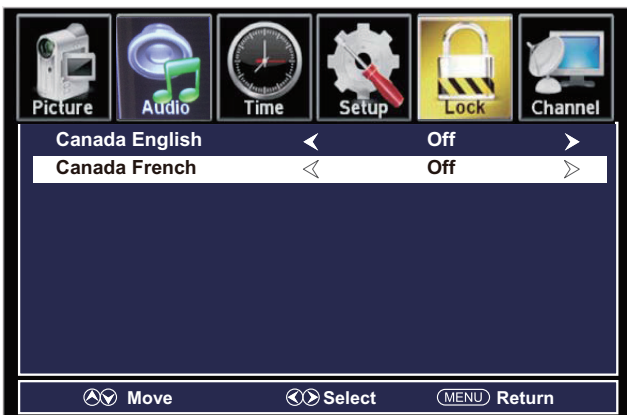 Picture Audio Time Setup Lock Channel
Canada English Off
Canada French Off
Move Select MENU Return